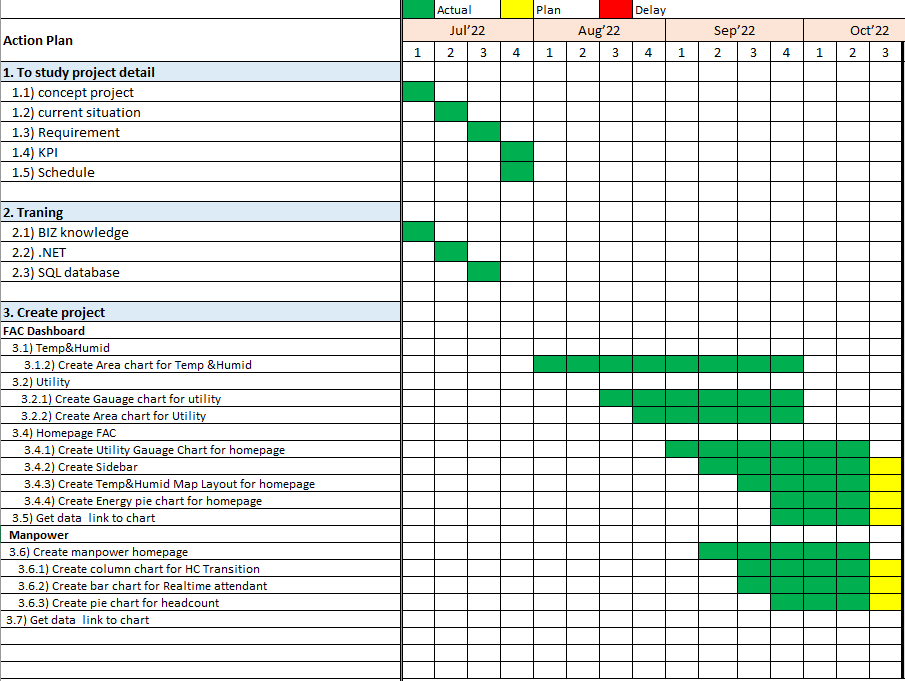 Actual Plan Delay
Action Plan Jul’22 Aug’22 Sep’22 Oct’22
1 2 3 4 1 2 3 4 1 2 3 4 1 2 3
1. To study project detail
1.1) concept project
1.2) current situation
1.3) Requirement
1.4) KPI
1.5) Schedule
2. Traning
2.1) BIZ knowledge
2.2) .NET
2.3) SQL database
3. Create project
FAC Dashboard
3.1) Temp&Humid
3.1.2) Create Area chart for Temp &Humid
3.2) Utility
3.2.1) Create Gauage chart for utility
3.2.2) Create Area chart for Utility
3.4) Homepage FAC
3.4.1) Create Utility Gauage Chart for homepage
3.4.2) Create Sidebar
3.4.3) Create Temp&Humid Map Layout for homepage
3.4.4) Create Energy pie chart for homepage
3.5) Get data link to chart
Manpower
3.6) Create manpower homepage
3.6.1) Create column chart for HC Transition
3.6.2) Create bar chart for Realtime attendant
3.6.3) Create pie chart for headcount
3.7) Get data link to chart